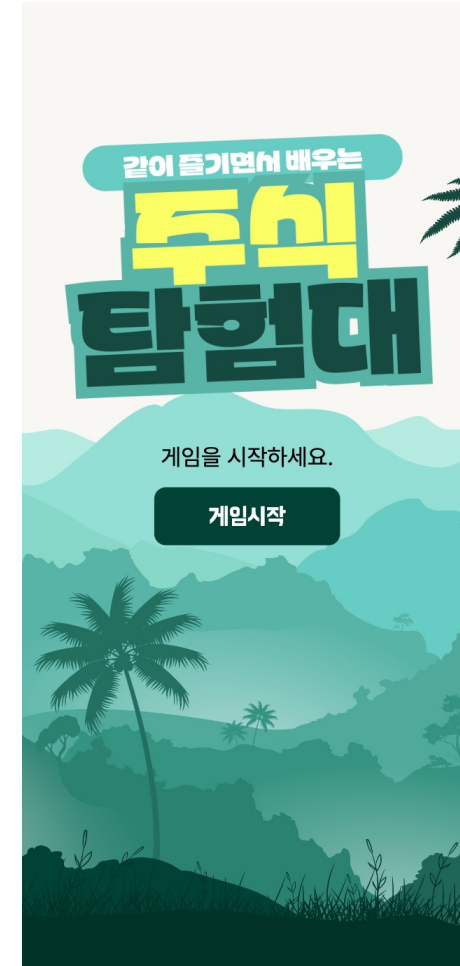 같이 즐기면서 배우는
주식
탐험대
게임을 시작하세요.
게임시작